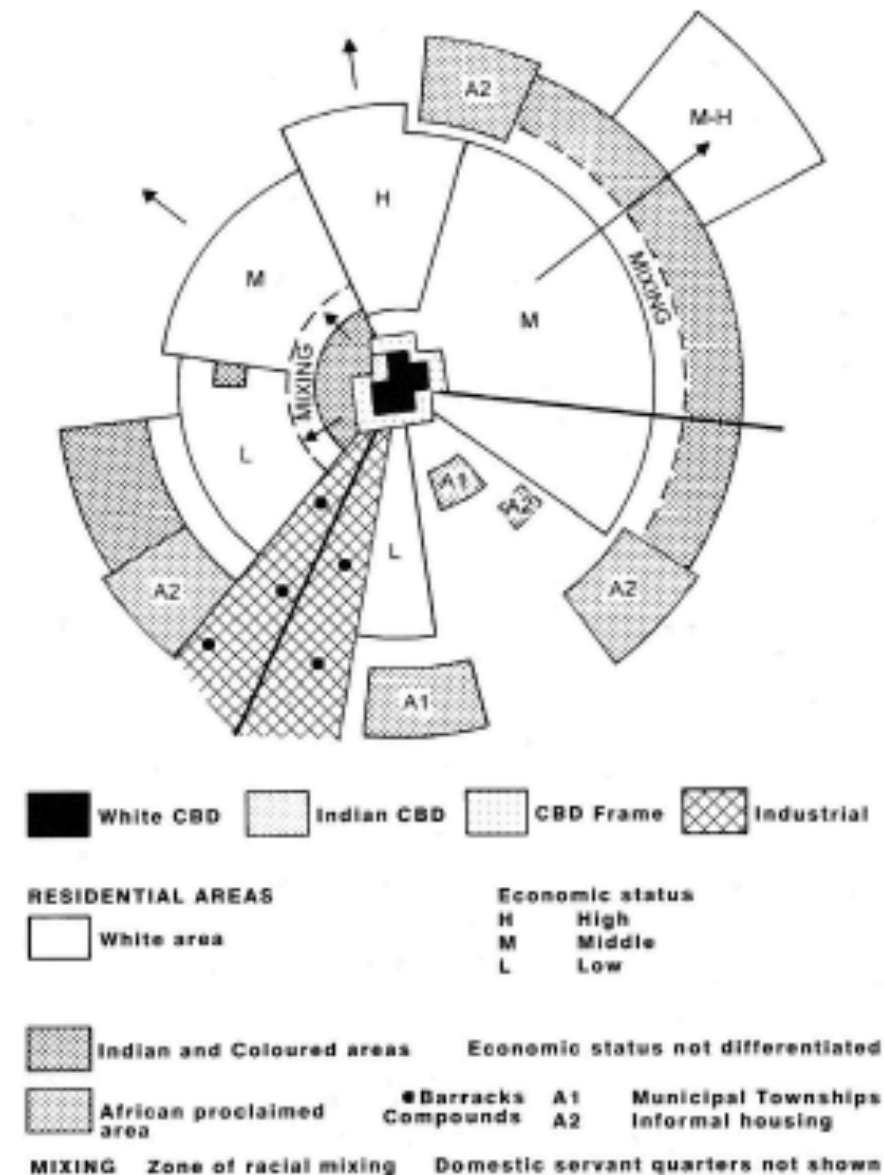 A2
M-H
H
M
MIXING
M
MIXING
L
A1
A2
L
A2
A2
A1
White CBD Indian CBD CBD Frame Industrial
RESIDENTIAL AREAS Economic status
White area H High
M Middle
L Low
Indian and Coloured areas Economic status not differentiated
African proclaimed area ●Barracks Compounds A1 Municipal Townships
A2 Informal housing
MIXING Zone of racial mixing Domestic servant quarters not shown